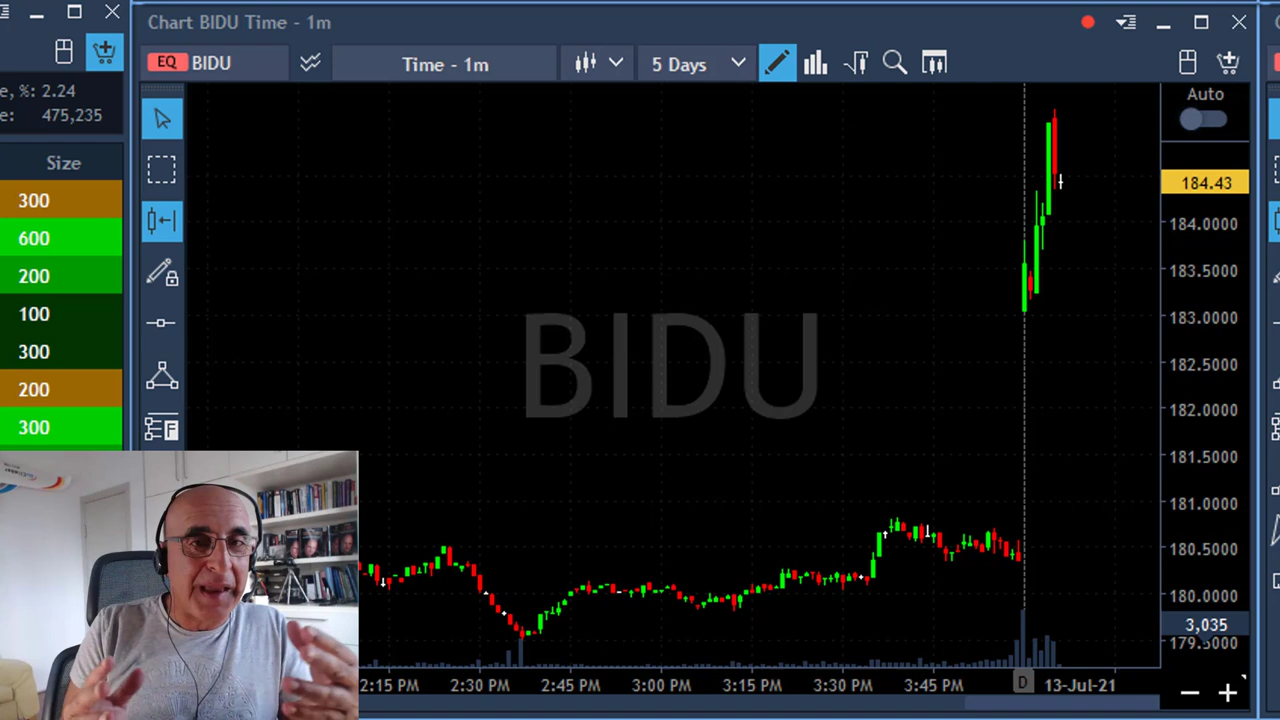 Chart BIDU Time - 1m
EQ BIDU
Time - 1m
5 Days
e, %: 2.24
e: 475,235
Size
300
600
200
100
300
200
300
Auto
184.43
184.0000
183.5000
183.0000
182.5000
182.0000
181.5000
181.0000
180.5000
180.0000
3,035
179.5000
BIDU
F
2:15 PM
2:30 PM
2:45 PM
3:00 PM
3:15 PM
3:30 PM
3:45 PM
D
13-Jul-21